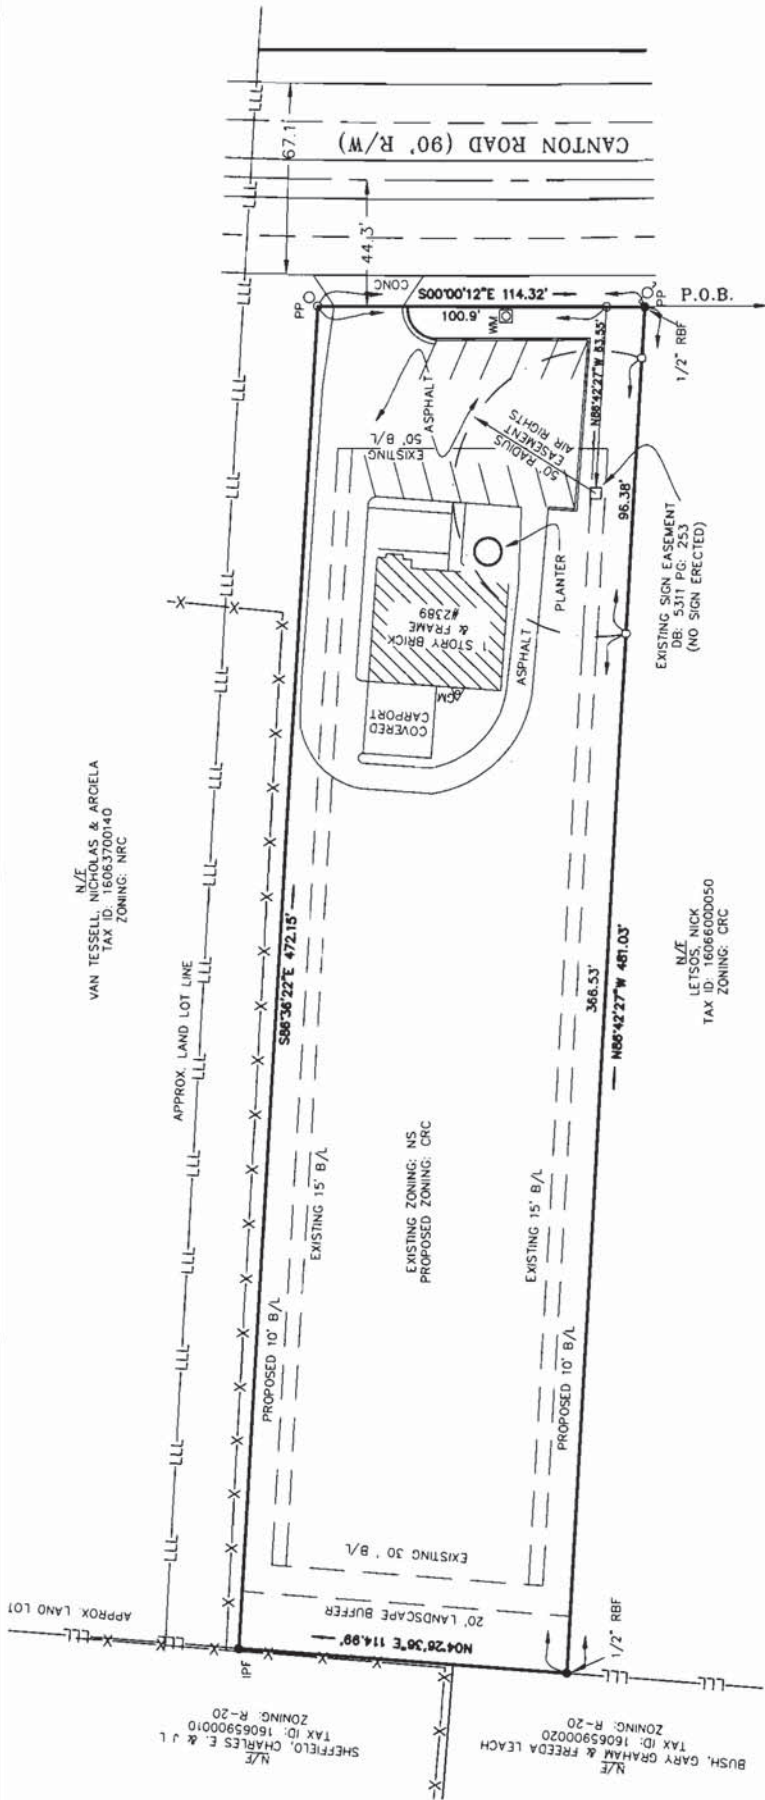 CANTON ROAD (90' R/W)
67.1'
44.3'
CONC
S00°00'12"E 114.32'
PP
100.9'
WM
PP
P.O.B.
1/2" RBF
ASPHALT
EXISTING
50' B/L
50' RADIUS
EASEMENT
AIR RIGHTS
N86°42'27"W 63.55'
96.38'
EXISTING SIGN EASEMENT
DB: 5311 PG: 253
(NO SIGN ERECTED)
PLANTER
ASPHALT
1
STORY BRICK
& FRAME
#2389
GM
COVERED
CARPORT
N/F
VAN TESSELL, NICHOLAS & ARCIELA
TAX ID: 16063700140
ZONING: NRC
APPROX. LAND LOT LINE
S86°36'22"E 472.15'
366.53'
N86°42'27"W 481.03'
N/F
LETSOS, NICK
TAX ID: 16066000050
ZONING: CRC
EXISTING ZONING: NS
PROPOSED ZONING: CRC
EXISTING 15' B/L
EXISTING 15' B/L
PROPOSED 10' B/L
PROPOSED 10' B/L
EXISTING 30' B/L
20' LANDSCAPE BUFFER
N04°26'36"E 114.99'
APPROX. LAND LOT
IPF
1/2" RBF
N/F
SHEFFIELD, CHARLES E. & J L
TAX ID: 16065900010
ZONING: R-20
N/F
BUSH, GARY GRAHAM & FREEDA LEACH
TAX ID: 16065900020
ZONING: R-20